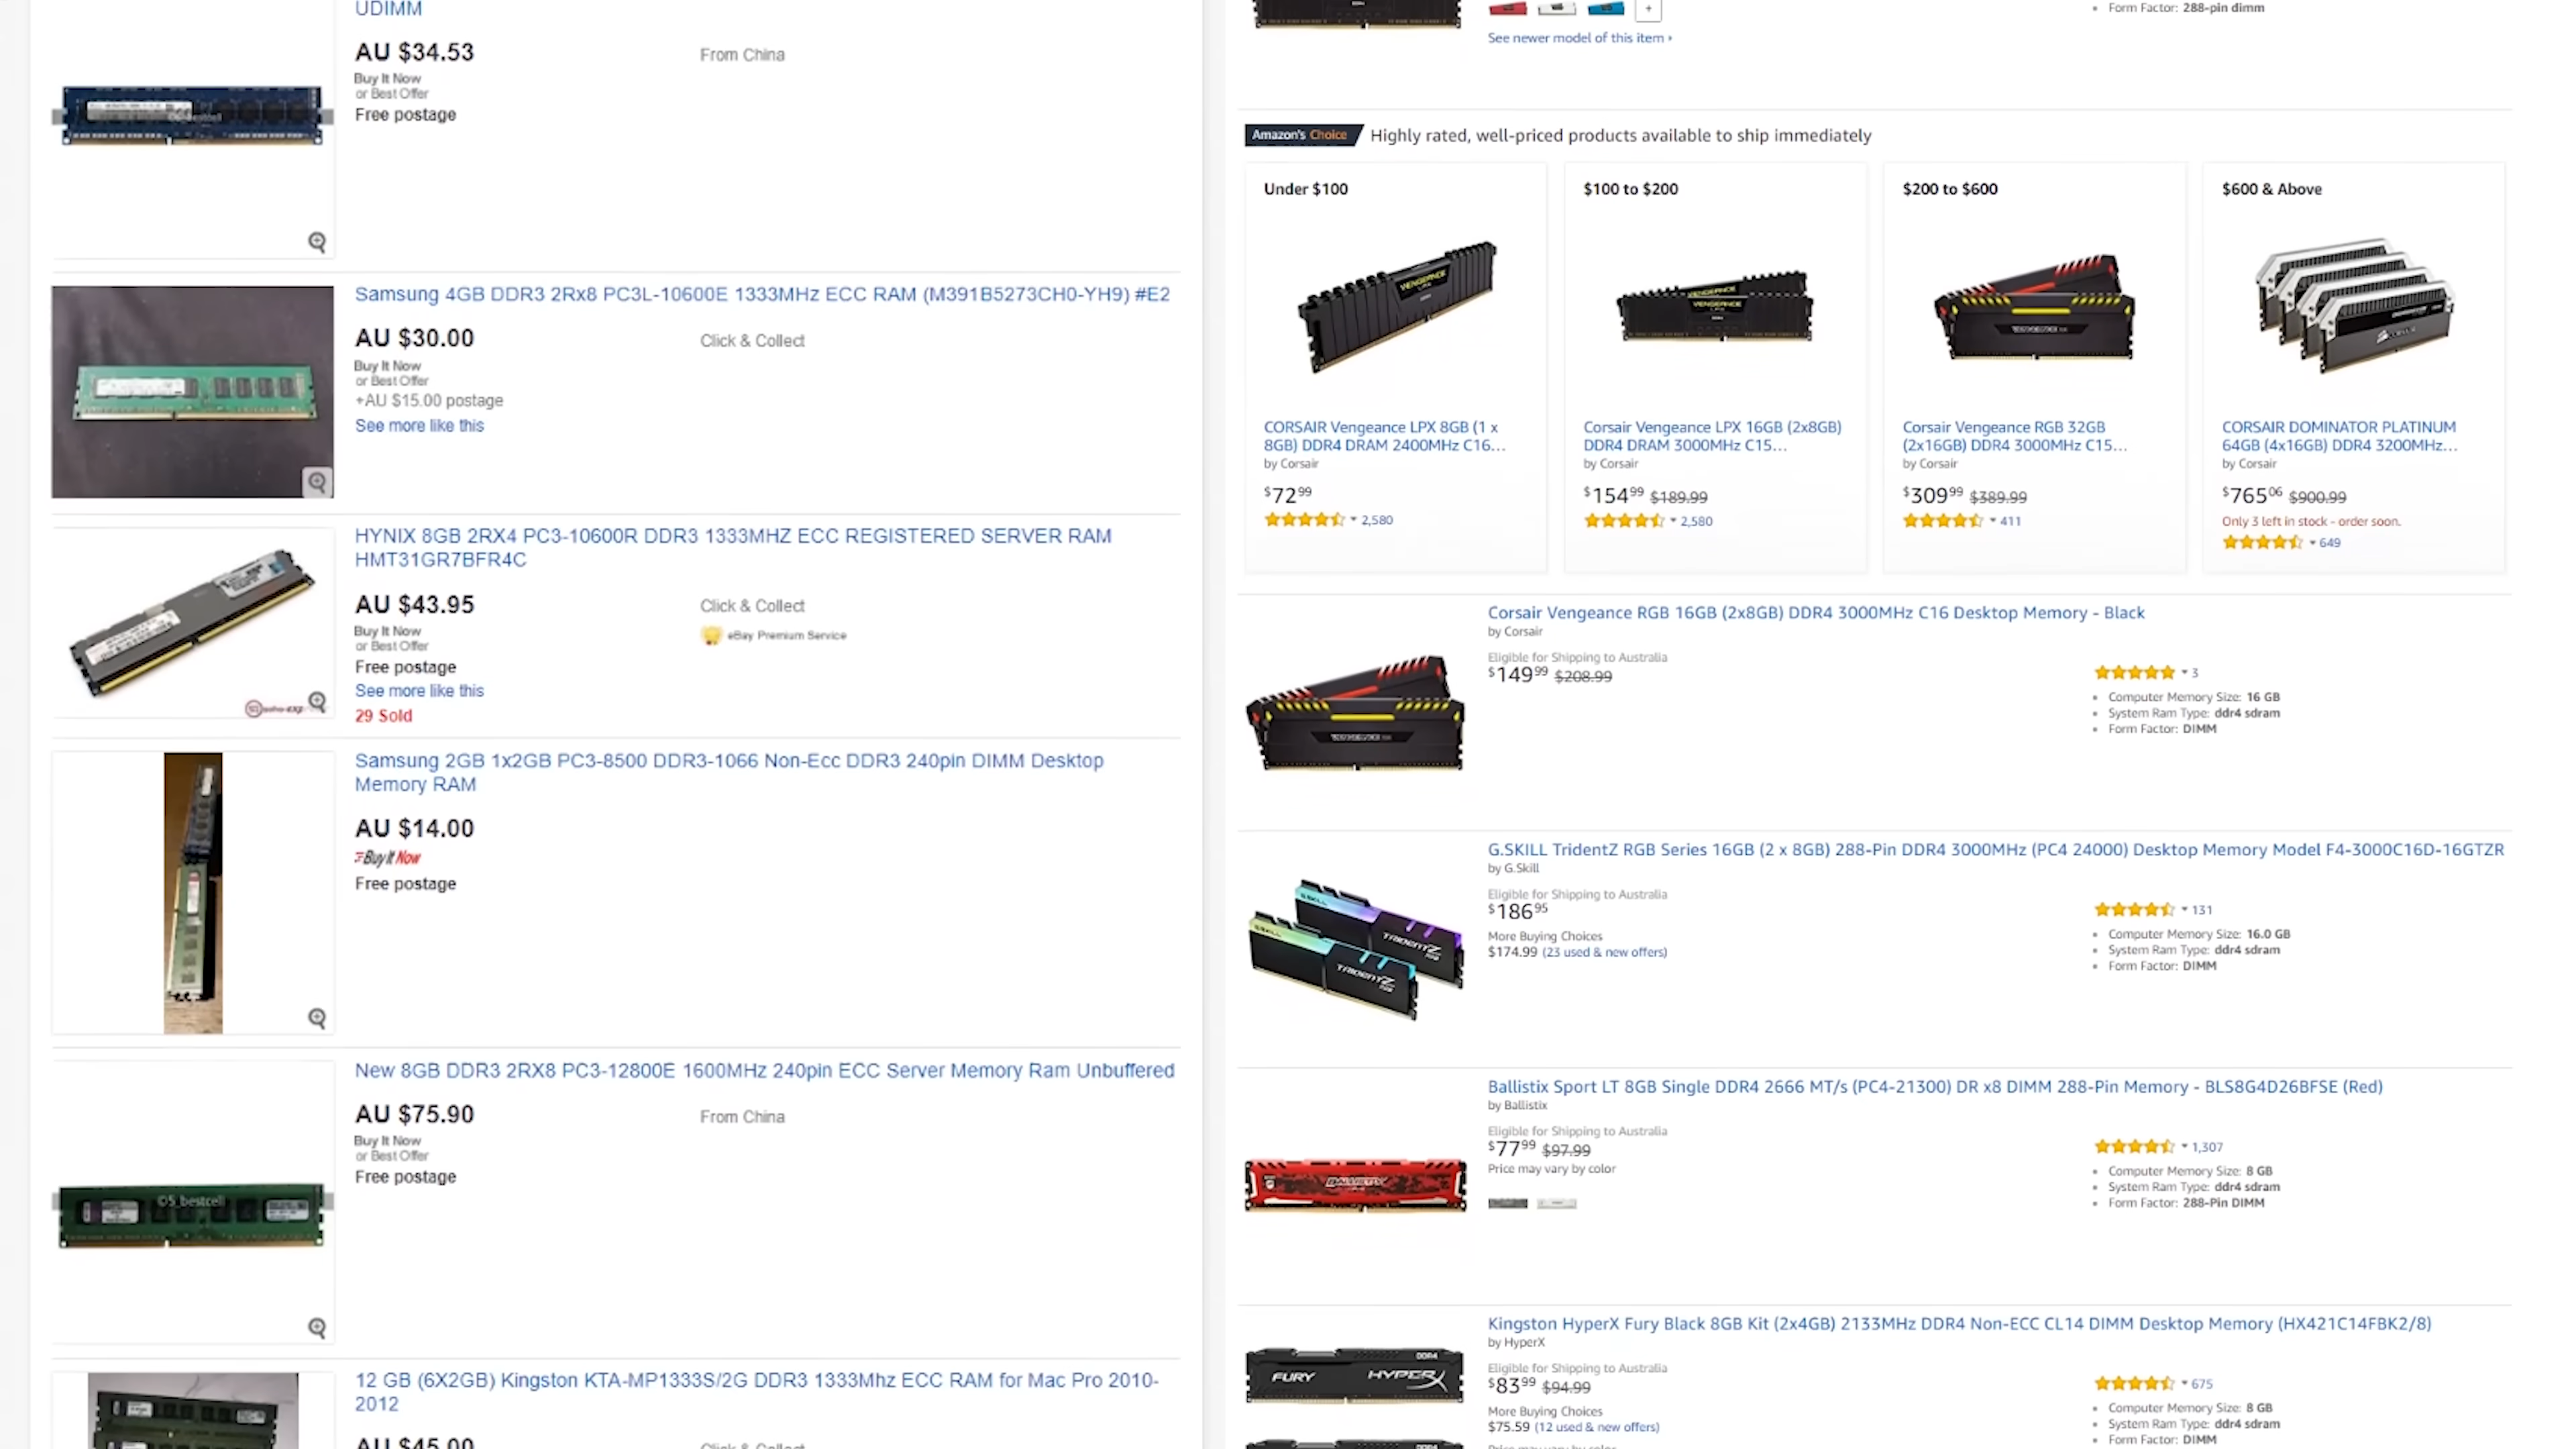 UDIMM
AU $34.53
From China
Buy It Now
or Best Offer
Free postage
Samsung 4GB DDR3 2Rx8 PC3L-10600E 1333MHz ECC RAM (M391B5273CH0-YH9) #E2
AU $30.00
Click & Collect
Buy It Now
or Best Offer
+AU $15.00 postage
See more like this
HYNIX 8GB 2RX4 PC3-10600R DDR3 1333MHZ ECC REGISTERED SERVER RAM
HMT31GR7BFR4C
AU $43.95
Click & Collect
Buy It Now
or Best Offer
eBay Premium Service
Free postage
See more like this
29 Sold
Samsung 2GB 1x2GB PC3-8500 DDR3-1066 Non-Ecc DDR3 240pin DIMM Desktop
Memory RAM
AU $14.00
Buy It Now
Free postage
New 8GB DDR3 2RX8 PC3-12800E 1600MHz 240pin ECC Server Memory Ram Unbuffered
AU $75.90
From China
Buy It Now
or Best Offer
Free postage
12 GB (6X2GB) Kingston KTA-MP1333S/2G DDR3 1333Mhz ECC RAM for Mac Pro 2010-
2012
AU $45.00
Click & Collect
+
See newer model of this item ›
Form Factor: 288-pin dimm
Amazon's Choice Highly rated, well-priced products available to ship immediately
Under $100
VENGEANCE
CORSAIR Vengeance LPX 8GB (1 x
8GB) DDR4 DRAM 2400MHz C16…
by Corsair
$72.99
2,580
$100 to $200
VENGEANCE
Corsair Vengeance LPX 16GB (2x8GB)
DDR4 DRAM 3000MHz C15…
by Corsair
$154.99 $189.99
2,580
$200 to $600
Corsair Vengeance RGB 32GB
(2x16GB) DDR4 3000MHz C15…
by Corsair
$309.99 $389.99
411
$600 & Above
CORSAIR
CORSAIR DOMINATOR PLATINUM
64GB (4x16GB) DDR4 3200MHz…
by Corsair
$765.06 $900.99
Only 3 left in stock - order soon.
649
Corsair Vengeance RGB 16GB (2x8GB) DDR4 3000MHz C16 Desktop Memory - Black
by Corsair
Eligible for Shipping to Australia
$149.99 $208.99
3
Computer Memory Size: 16 GB
System Ram Type: ddr4 sdram
Form Factor: DIMM
G.SKILL TridentZ RGB Series 16GB (2 x 8GB) 288-Pin DDR4 3000MHz (PC4 24000) Desktop Memory Model F4-3000C16D-16GTZR
by G.Skill
Eligible for Shipping to Australia
$186.95
More Buying Choices
$174.99 (23 used & new offers)
131
Computer Memory Size: 16.0 GB
System Ram Type: ddr4 sdram
Form Factor: DIMM
TRIDENTZ
TRIDENTZ
Ballistix Sport LT 8GB Single DDR4 2666 MT/s (PC4-21300) DR x8 DIMM 288-Pin Memory - BLS8G4D26BFSE (Red)
by Ballistix
Eligible for Shipping to Australia
$77.99 $97.99
Price may vary by color
1,307
Computer Memory Size: 8 GB
System Ram Type: ddr4 sdram
Form Factor: 288-Pin DIMM
BALLISTIX
Kingston HyperX Fury Black 8GB Kit (2x4GB) 2133MHz DDR4 Non-ECC CL14 DIMM Desktop Memory (HX421C14FBK2/8)
by HyperX
Eligible for Shipping to Australia
$83.99 $94.99
More Buying Choices
$75.59 (12 used & new offers)
Price may vary by color
675
Computer Memory Size: 8 GB
System Ram Type: ddr4 sdram
Form Factor: DIMM
DDR4
FURY HYPERX